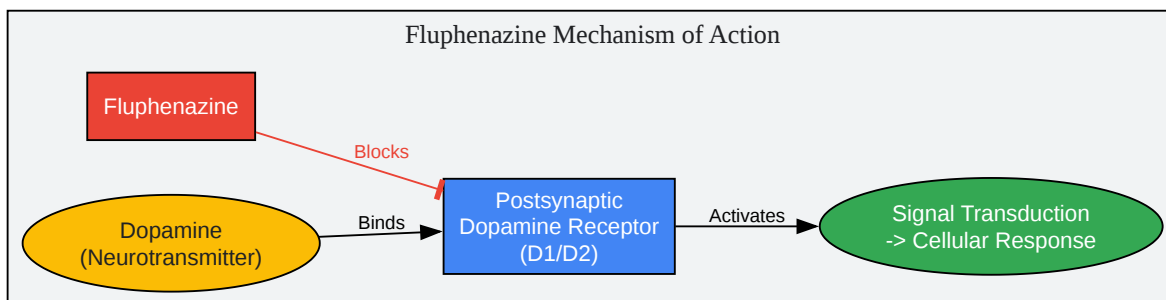 Fluphenazine Mechanism of Action
Fluphenazine
Blocks
Dopamine
(Neurotransmitter)
Binds
Postsynaptic
Dopamine Receptor
(D1/D2)
Activates
Signal Transduction
-> Cellular Response